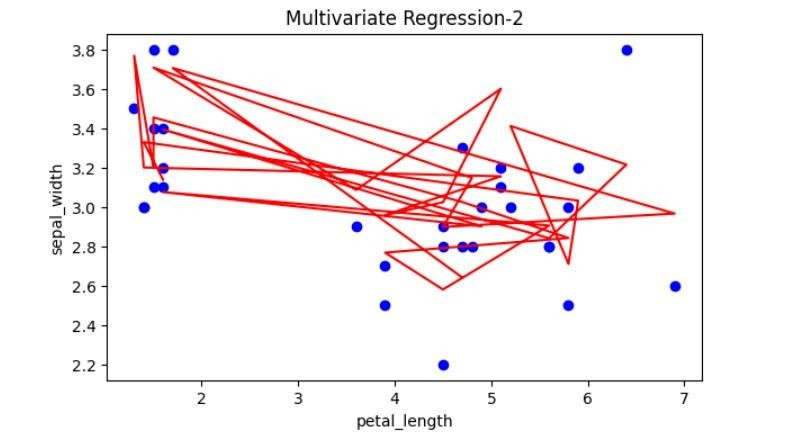 Multivariate Regression-2
3.8
3.6
3.4
3.2
3.0
2.8
2.6
2.4
2.2
sepal_width
2 3 4 5 6 7
petal_length